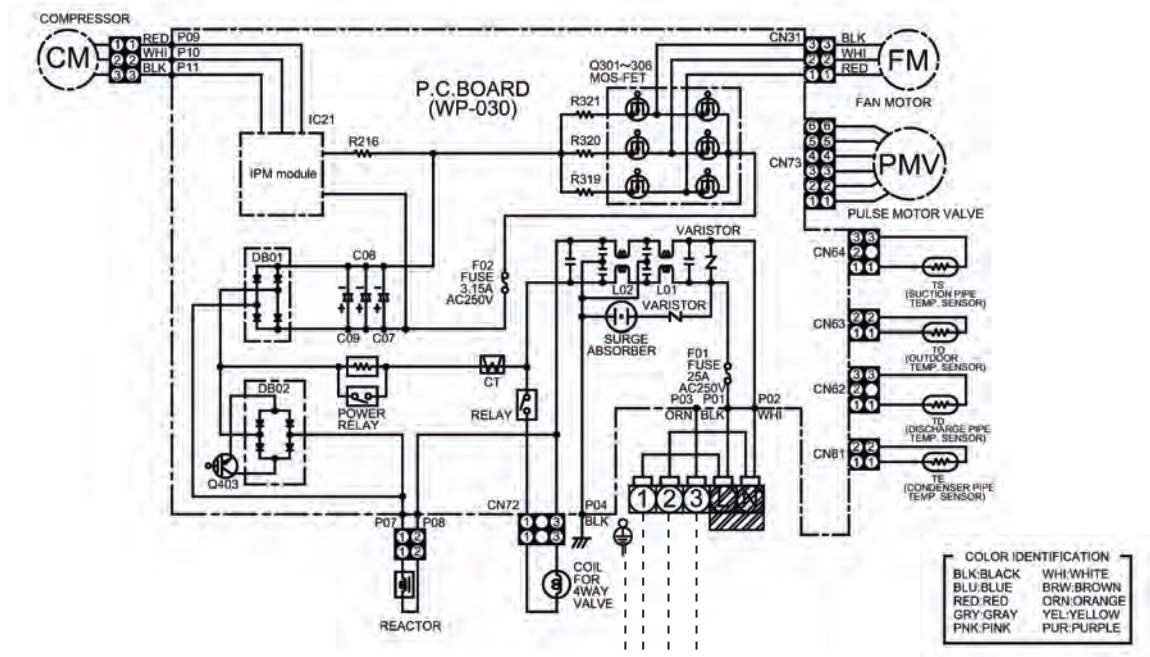 COMPRESSOR
CM
1 1 RED P09
2 2 WHI P10
3 3 BLK P11
P.C.BOARD
(WP-030)
IC21
IPM module
R216
Q301~306
MOS-FET
R321
R320
R319
CN31
3 3 BLK
2 2 WHI
1 1 RED
FM
FAN MOTOR
CN73
6 6
5 5
4 4
3 3
2 2
1 1
PMV
PULSE MOTOR VALVE
CN64
3 3
2
1 1
TS
(SUCTION PIPE
TEMP. SENSOR)
CN63
2 2
1 1
TO
(OUTDOOR
TEMP. SENSOR)
CN62
3 3
2
1 1
TD
(DISCHARGE PIPE
TEMP. SENSOR)
CN61
2 2
1 1
TE
(CONDENSER PIPE
TEMP. SENSOR)
DB01
C08
+ + +
C09 C07
F02
FUSE
3.15A
AC250V
VARISTOR
L02 L01
VARISTOR
SURGE
ABSORBER
F01
FUSE
25A
AC250V
P03 P01 P02
ORN BLK WHI
CT
POWER
RELAY
RELAY
DB02
Q403
1 2 3 L N
P07 P08
1 2
1 2
REACTOR
CN72
1 3
1 3
P04
BLK
COIL
FOR
4WAY
VALVE
COLOR IDENTIFICATION
BLK:BLACK WHI:WHITE
BLU:BLUE BRW:BROWN
RED:RED ORN:ORANGE
GRY:GRAY YEL:YELLOW
PNK:PINK PUR:PURPLE